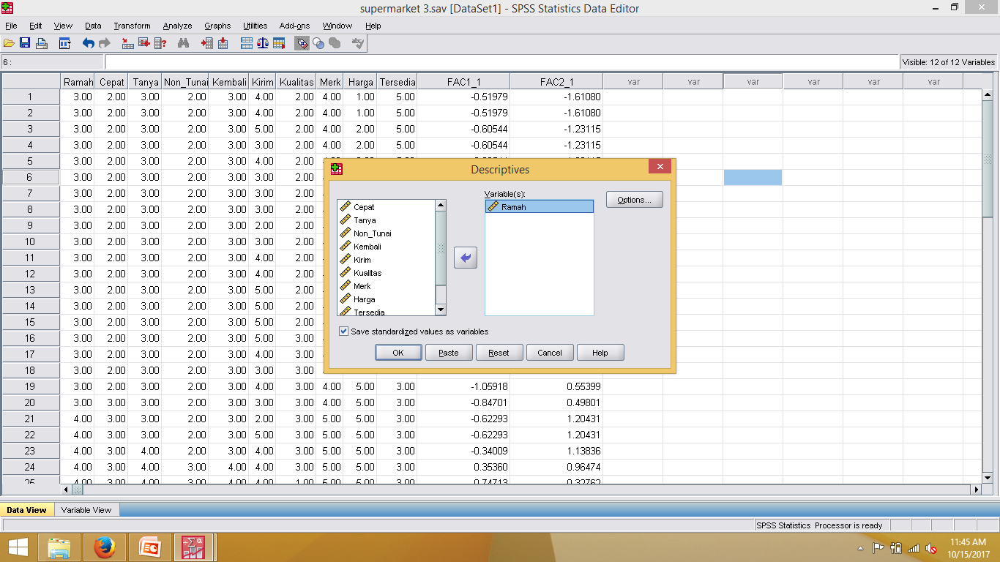 supermarket 3.sav [DataSet1] - SPSS Statistics Data Editor
File Edit View Data Transform Analyze Graphs Utilities Add-ons Window Help
6 : Visible: 12 of 12 Variables
Ramah Cepat Tanya Non_Tunai Kembali Kirim Kualitas Merk Harga Tersedia FAC1_1 FAC2_1 var var var var var var
1 3.00 2.00 3.00 2.00 3.00 4.00 2.00 4.00 1.00 5.00 -0.51979 -1.61080
2 3.00 2.00 3.00 2.00 3.00 4.00 2.00 4.00 1.00 5.00 -0.51979 -1.61080
3 3.00 2.00 3.00 2.00 3.00 5.00 2.00 4.00 2.00 5.00 -0.60544 -1.23115
4 3.00 2.00 3.00 2.00 3.00 3.00 2.00 4.00 2.00 5.00 -0.60544 -1.23115
5 3.00 2.00 3.00 2.00 3.00 4.00 2.00
6 3.00 2.00 3.00 2.00 3.00 3.00 2.00
7 3.00 2.00 3.00 2.00 3.00 3.00 2.00
8 3.00 2.00 3.00 2.00 3.00 3.00 2.00
9 3.00 2.00 3.00 2.00 3.00 2.00 2.00
10 3.00 2.00 3.00 2.00 3.00 3.00 2.00
11 3.00 2.00 3.00 2.00 3.00 4.00 2.00
12 3.00 2.00 3.00 2.00 3.00 4.00 2.00
13 3.00 2.00 3.00 2.00 3.00 5.00 2.00
14 3.00 2.00 3.00 2.00 3.00 5.00 2.00
15 3.00 2.00 3.00 2.00 3.00 5.00 2.00
16 3.00 2.00 3.00 2.00 3.00 5.00 3.00
17 3.00 2.00 3.00 2.00 3.00 4.00 3.00
18 3.00 2.00 3.00 2.00 3.00 3.00 3.00
19 3.00 2.00 3.00 2.00 3.00 4.00 3.00 4.00 5.00 3.00 -1.05918 0.55399
20 3.00 3.00 3.00 2.00 3.00 3.00 3.00 4.00 5.00 3.00 -0.84701 0.49801
21 4.00 3.00 3.00 2.00 3.00 2.00 3.00 5.00 5.00 3.00 -0.62293 1.20431
22 4.00 3.00 3.00 2.00 3.00 5.00 3.00 5.00 5.00 3.00 -0.62293 1.20431
23 4.00 3.00 4.00 2.00 3.00 4.00 3.00 5.00 5.00 3.00 -0.34009 1.13836
24 4.00 3.00 4.00 3.00 4.00 4.00 3.00 5.00 5.00 3.00 0.35360 0.96474
25 4.00 3.00 4.00 3.00 4.00 4.00 1.00 5.00 5.00 3.00 0.74713 0.32762
Descriptives
Variable(s):
Cepat
Tanya
Non_Tunai
Kembali
Kirim
Kualitas
Merk
Harga
Tersedia
Ramah
Options...
Save standardized values as variables
OK Paste Reset Cancel Help
Data View Variable View
SPSS Statistics Processor is ready
11:45 AM
10/15/2017